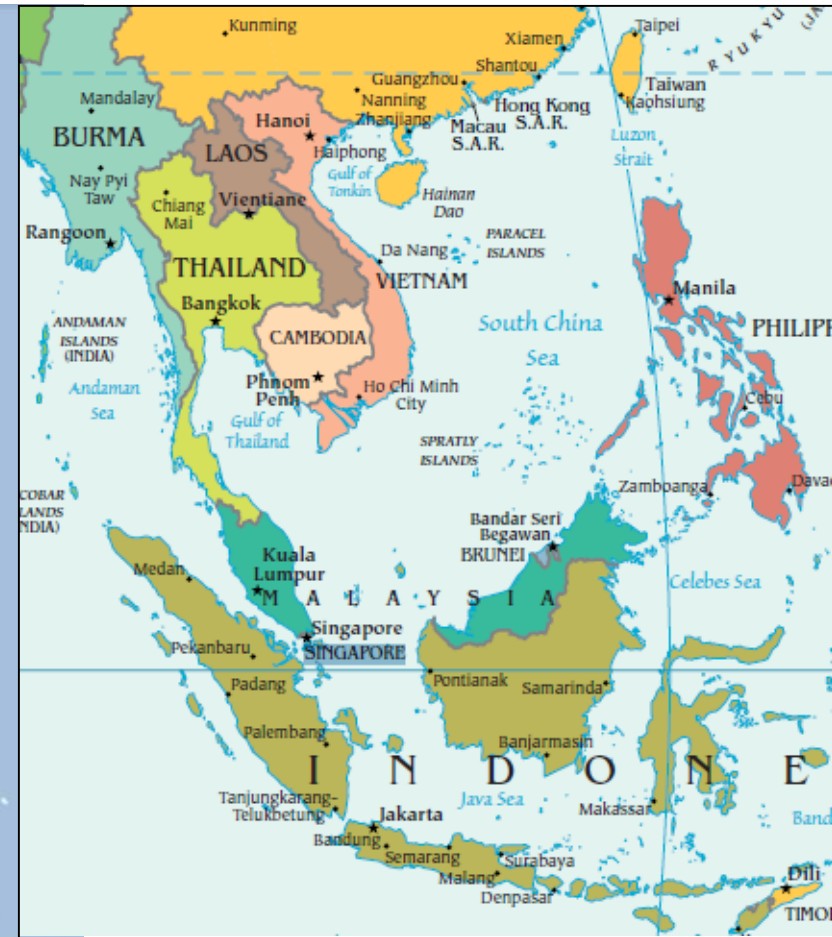 Kunming
Taipei
Xiamen
RYUKYU
(JA
Shantou
Guangzhou
Taiwan
Mandalay
Nanning
Hong Kong
S.A.R.
Kaohsiung
Hanoi
Zhanjiang
Macau
S.A.R.
BURMA
LAOS
Haiphong
Luzon
Strait
Nay Pyi
Taw
Gulf of
Tonkin
Chiang
Mai
Vientiane
Hainan
Dao
Rangoon
PARACEL
ISLANDS
Da Nang
THAILAND
VIETNAM
Manila
Bangkok
ANDAMAN
ISLANDS
(INDIA)
South China
Sea
PHILIPP
CAMBODIA
Andaman
Sea
Phnom
Penh
Ho Chi Minh
City
Cebu
Gulf of
Thailand
SPRATLY
ISLANDS
COBAR
LANDS
NDIA)
Zamboanga
Davao
Bandar Seri
Begawan
BRUNEI
Kuala
Lumpur
Medan
Celebes Sea
MALAYSIA
Singapore
SINGAPORE
Pekanbaru
Pontianak
Samarinda
Padang
Palembang
Banjarmasin
INDONE
Tanjungkarang-
Telukbetung
Java Sea
Makassar
Jakarta
Band
Bandung
Semarang
Surabaya
Malang
Denpasar
Dili
TIMOR